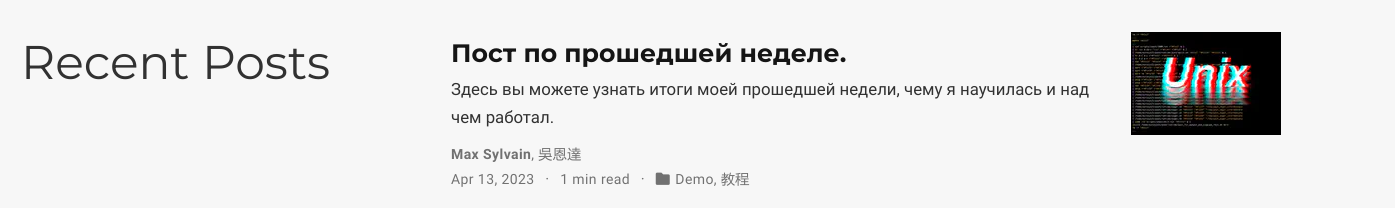 Recent Posts
Пост по прошедшей неделе.
Здесь вы можете узнать итоги моей прошедшей недели, чему я научилась и над
чем работал.
Max Sylvain, 吳恩達
Apr 13, 2023 · 1 min read · Demo, 教程
Unix